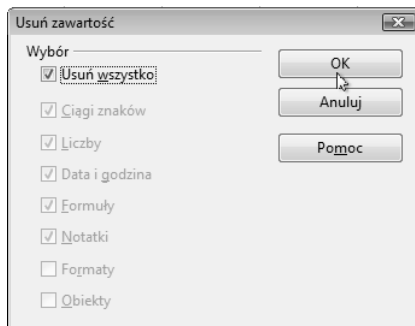 Usuń zawartość
Wybór
Usuń wszystko
Ciągi znaków
Liczby
Data i godzina
Formuły
Notatki
Formaty
Obiekty
OK
Anuluj
Pomoc